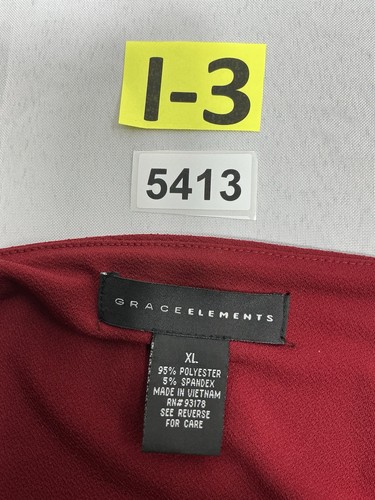 I-3
5413
GRACEELEMENTS
XL
95% POLYESTER
5% SPANDEX
MADE IN VIETNAM
RN#93178
SEE REVERSE
FOR CARE